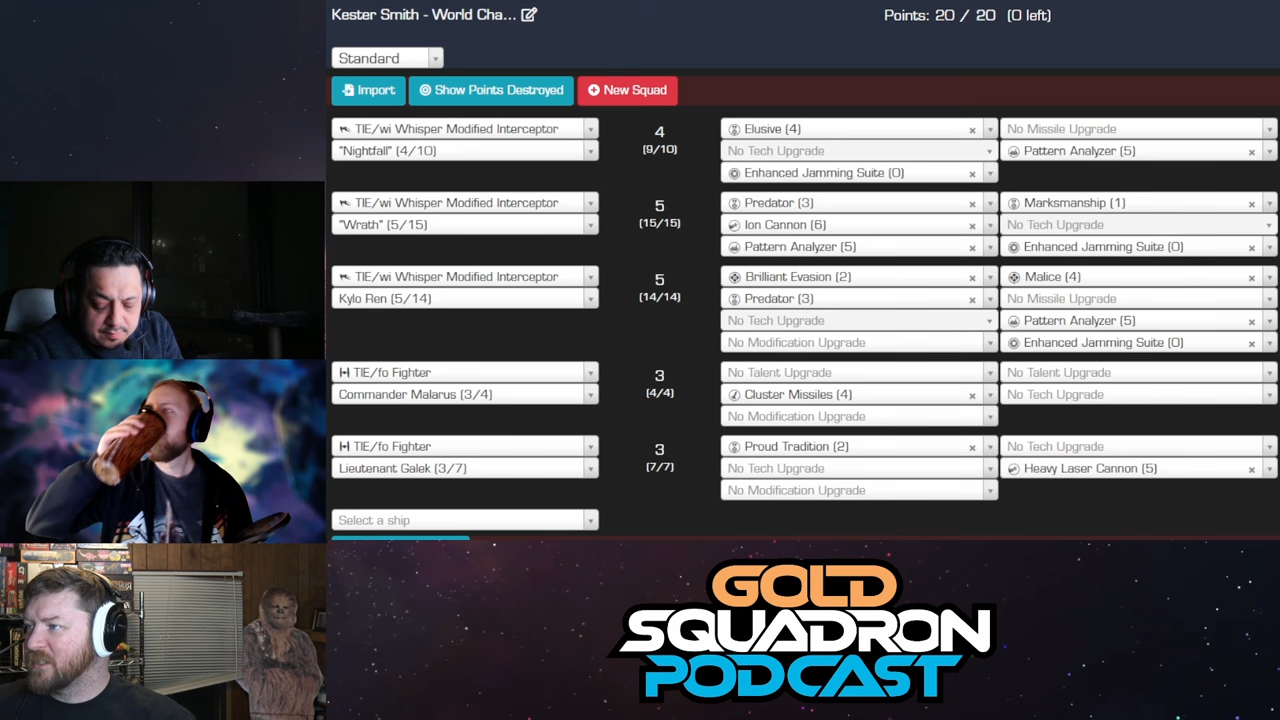 Kester Smith - World Cha...
Points: 20 / 20 (0 left)
Standard
Import
Show Points Destroyed
New Squad
TIE/wi Whisper Modified Interceptor
"Nightfall" (4/10)
4
(9/10)
Elusive (4)
No Missile Upgrade
No Tech Upgrade
Pattern Analyzer (5)
Enhanced Jamming Suite (0)
TIE/wi Whisper Modified Interceptor
"Wrath" (5/15)
5
(15/15)
Predator (3)
Marksmanship (1)
Ion Cannon (6)
No Tech Upgrade
Pattern Analyzer (5)
Enhanced Jamming Suite (0)
TIE/wi Whisper Modified Interceptor
Kylo Ren (5/14)
5
(14/14)
Brilliant Evasion (2)
Malice (4)
Predator (3)
No Missile Upgrade
No Tech Upgrade
Pattern Analyzer (5)
No Modification Upgrade
Enhanced Jamming Suite (0)
TIE/fo Fighter
Commander Malarus (3/4)
3
(4/4)
No Talent Upgrade
No Talent Upgrade
Cluster Missiles (4)
No Tech Upgrade
No Modification Upgrade
TIE/fo Fighter
Lieutenant Galek (3/7)
3
(7/7)
Proud Tradition (2)
No Tech Upgrade
No Tech Upgrade
Heavy Laser Cannon (5)
No Modification Upgrade
Select a ship
GOLD
SQUADRON
PODCAST